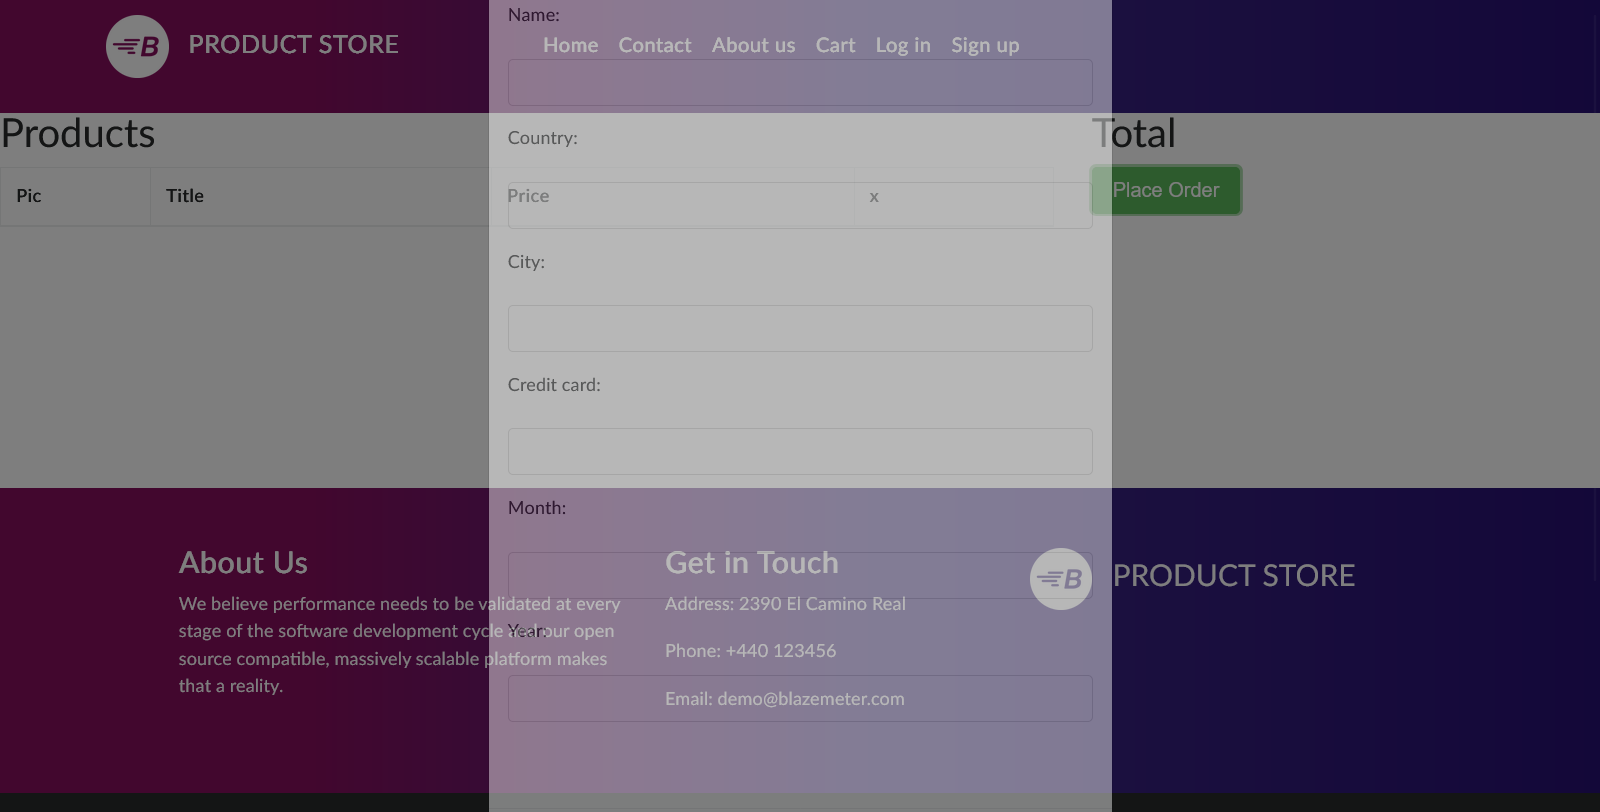 Name:
B PRODUCT STORE
Home Contact About us Cart Log in Sign up
Products
Total
Country:
Pic Title Price x
Place Order
City:
Credit card:
Month:
About Us
We believe performance needs to be validated at every
stage of the software development cycle and our open
source compatible, massively scalable platform makes
that a reality.
Get in Touch
Address: 2390 El Camino Real
Phone: +440 123456
Email: demo@blazemeter.com
B PRODUCT STORE
Year: